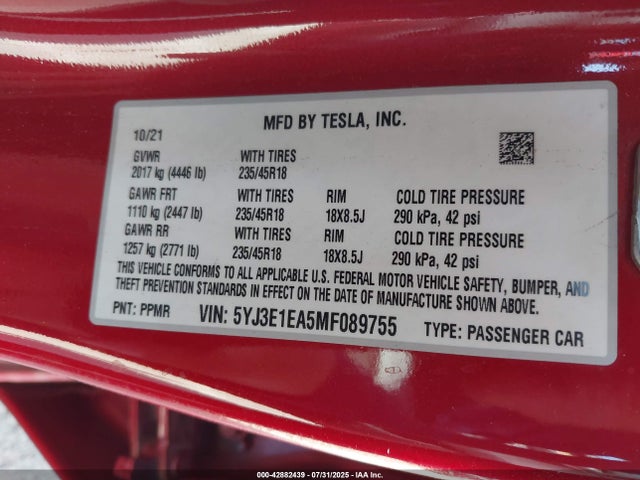 MFD BY TESLA, INC.
10/21
GVWR WITH TIRES
2017 kg (4446 lb) 235/45R18
GAWR FRT WITH TIRES RIM COLD TIRE PRESSURE
1110 kg (2447 lb) 235/45R18 18X8.5J 290 kPa, 42 psi
GAWR RR WITH TIRES RIM COLD TIRE PRESSURE
1257 kg (2771 lb) 235/45R18 18X8.5J 290 kPa, 42 psi
THIS VEHICLE CONFORMS TO ALL APPLICABLE U.S. FEDERAL MOTOR VEHICLE SAFETY, BUMPER, AND
THEFT PREVENTION STANDARDS IN EFFECT ON THE DATE OF MANUFACTURE SHOWN ABOVE.
PNT: PPMR VIN: 5YJ3E1EA5MF089755 TYPE: PASSENGER CAR
000-42882439 - 07/31/2025 - IAA Inc.